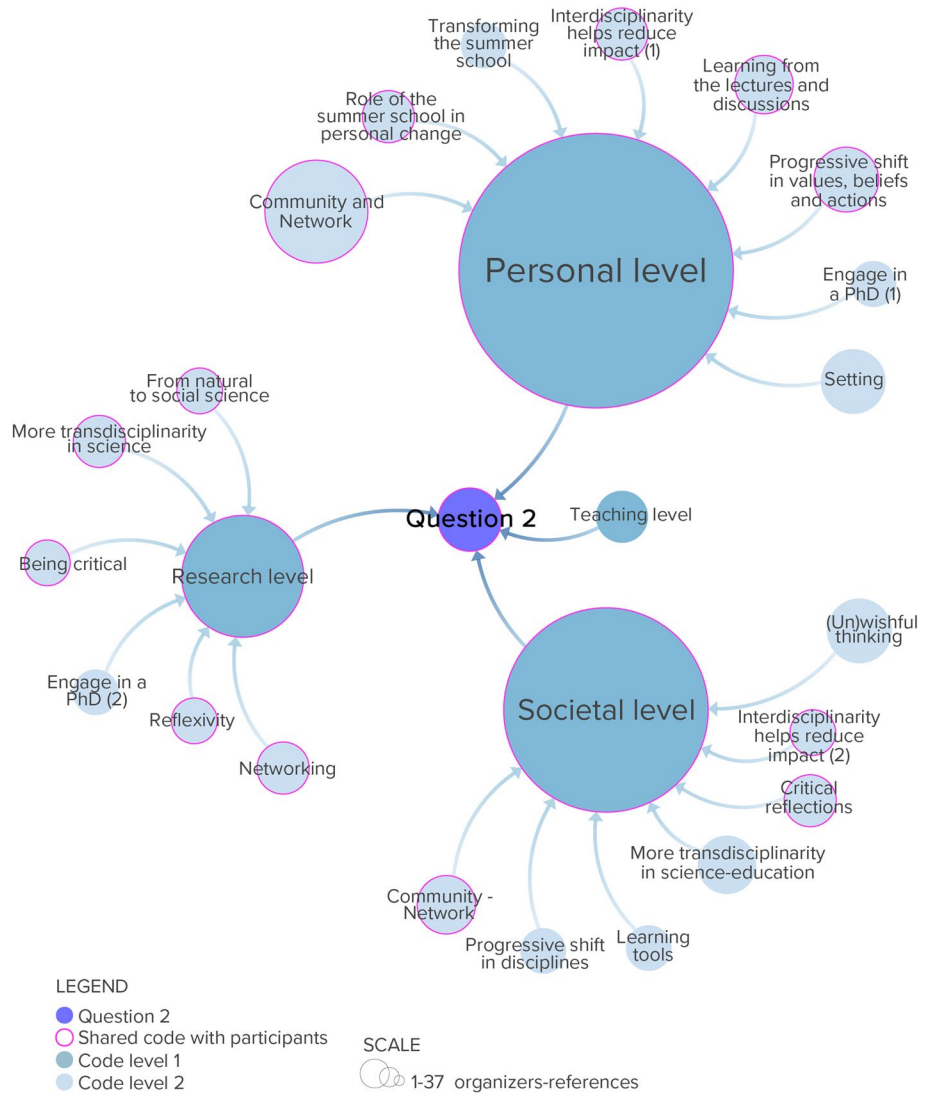 Transforming
the summer
school
Interdisciplinarity
helps reduce
impact (1)
Learning from
the lectures and
discussions
Role of the
summer school in
personal change
Progressive shift
in values, beliefs
and actions
Community and
Network
Personal level
Engage in
a PhD (1)
Setting
From natural
to social science
More transdisciplinarity
in science
Question 2
Teaching level
Being critical
Research level
Engage in a
PhD (2)
Reflexivity
Networking
(Un)wishful
thinking
Societal level
Interdisciplinarity
helps reduce
impact (2)
Critical
reflections
More transdisciplinarity
in science-education
Community -
Network
Progressive shift
in disciplines
Learning
tools
LEGEND
Question 2
Shared code with participants
Code level 1
Code level 2
SCALE
1-37 organizers-references